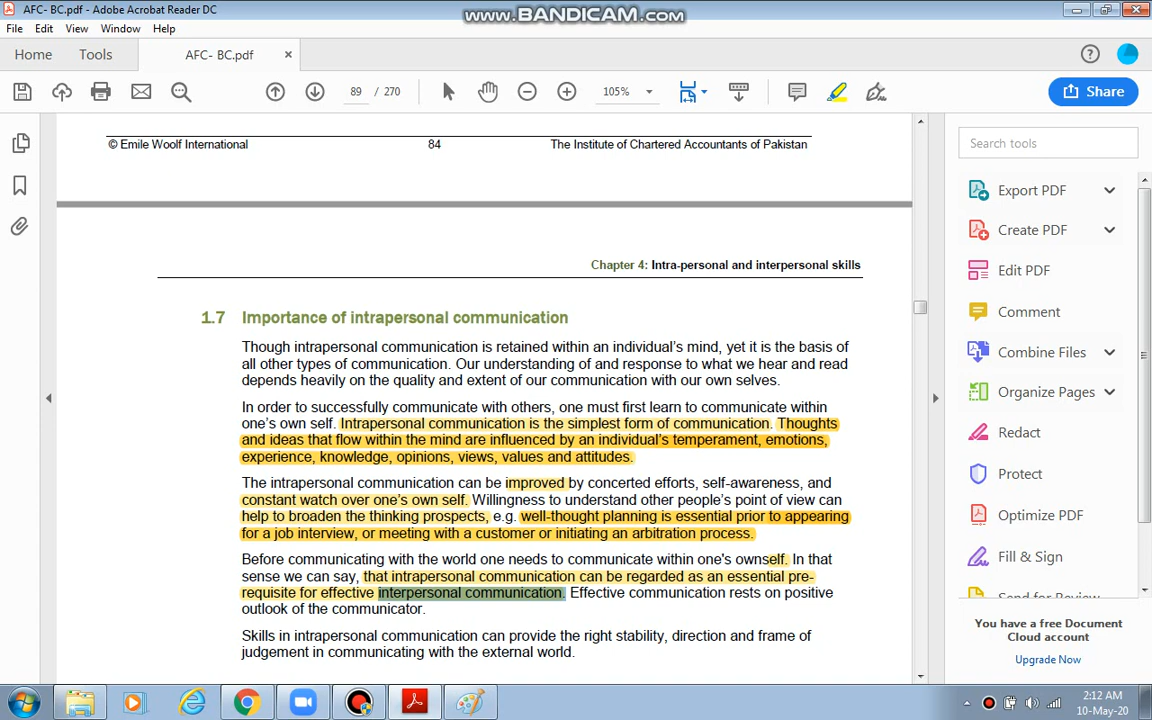 AFC- BC.pdf - Adobe Acrobat Reader DC
www.BANDICAM.com
File Edit View Window Help
Home Tools AFC- BC.pdf ×
89 / 270
105%
Share
© Emile Woolf International 84 The Institute of Chartered Accountants of Pakistan
Chapter 4: Intra-personal and interpersonal skills
1.7 Importance of intrapersonal communication
Though intrapersonal communication is retained within an individual's mind, yet it is the basis of
all other types of communication. Our understanding of and response to what we hear and read
depends heavily on the quality and extent of our communication with our own selves.
In order to successfully communicate with others, one must first learn to communicate within
one's own self. Intrapersonal communication is the simplest form of communication. Thoughts
and ideas that flow within the mind are influenced by an individual's temperament, emotions,
experience, knowledge, opinions, views, values and attitudes.
The intrapersonal communication can be improved by concerted efforts, self-awareness, and
constant watch over one's own self. Willingness to understand other people's point of view can
help to broaden the thinking prospects, e.g. well-thought planning is essential prior to appearing
for a job interview, or meeting with a customer or initiating an arbitration process.
Before communicating with the world one needs to communicate within one's ownself. In that
sense we can say, that intrapersonal communication can be regarded as an essential pre-
requisite for effective interpersonal communication. Effective communication rests on positive
outlook of the communicator.
Skills in intrapersonal communication can provide the right stability, direction and frame of
judgement in communicating with the external world.
Search tools
Export PDF
Create PDF
Edit PDF
Comment
Combine Files
Organize Pages
Redact
Protect
Optimize PDF
Fill & Sign
Send for Review
You have a free Document
Cloud account
Upgrade Now
2:12 AM
10-May-20